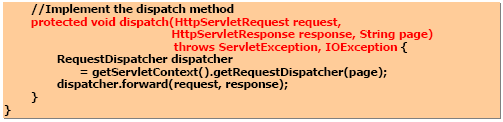 //Implement the dispatch method
protected void dispatch(HttpServletRequest request,
HttpServletResponse response, String page)
throws ServletException, IOException {
RequestDispatcher dispatcher
= getServletContext().getRequestDispatcher(page);
dispatcher.forward(request, response);
}
}